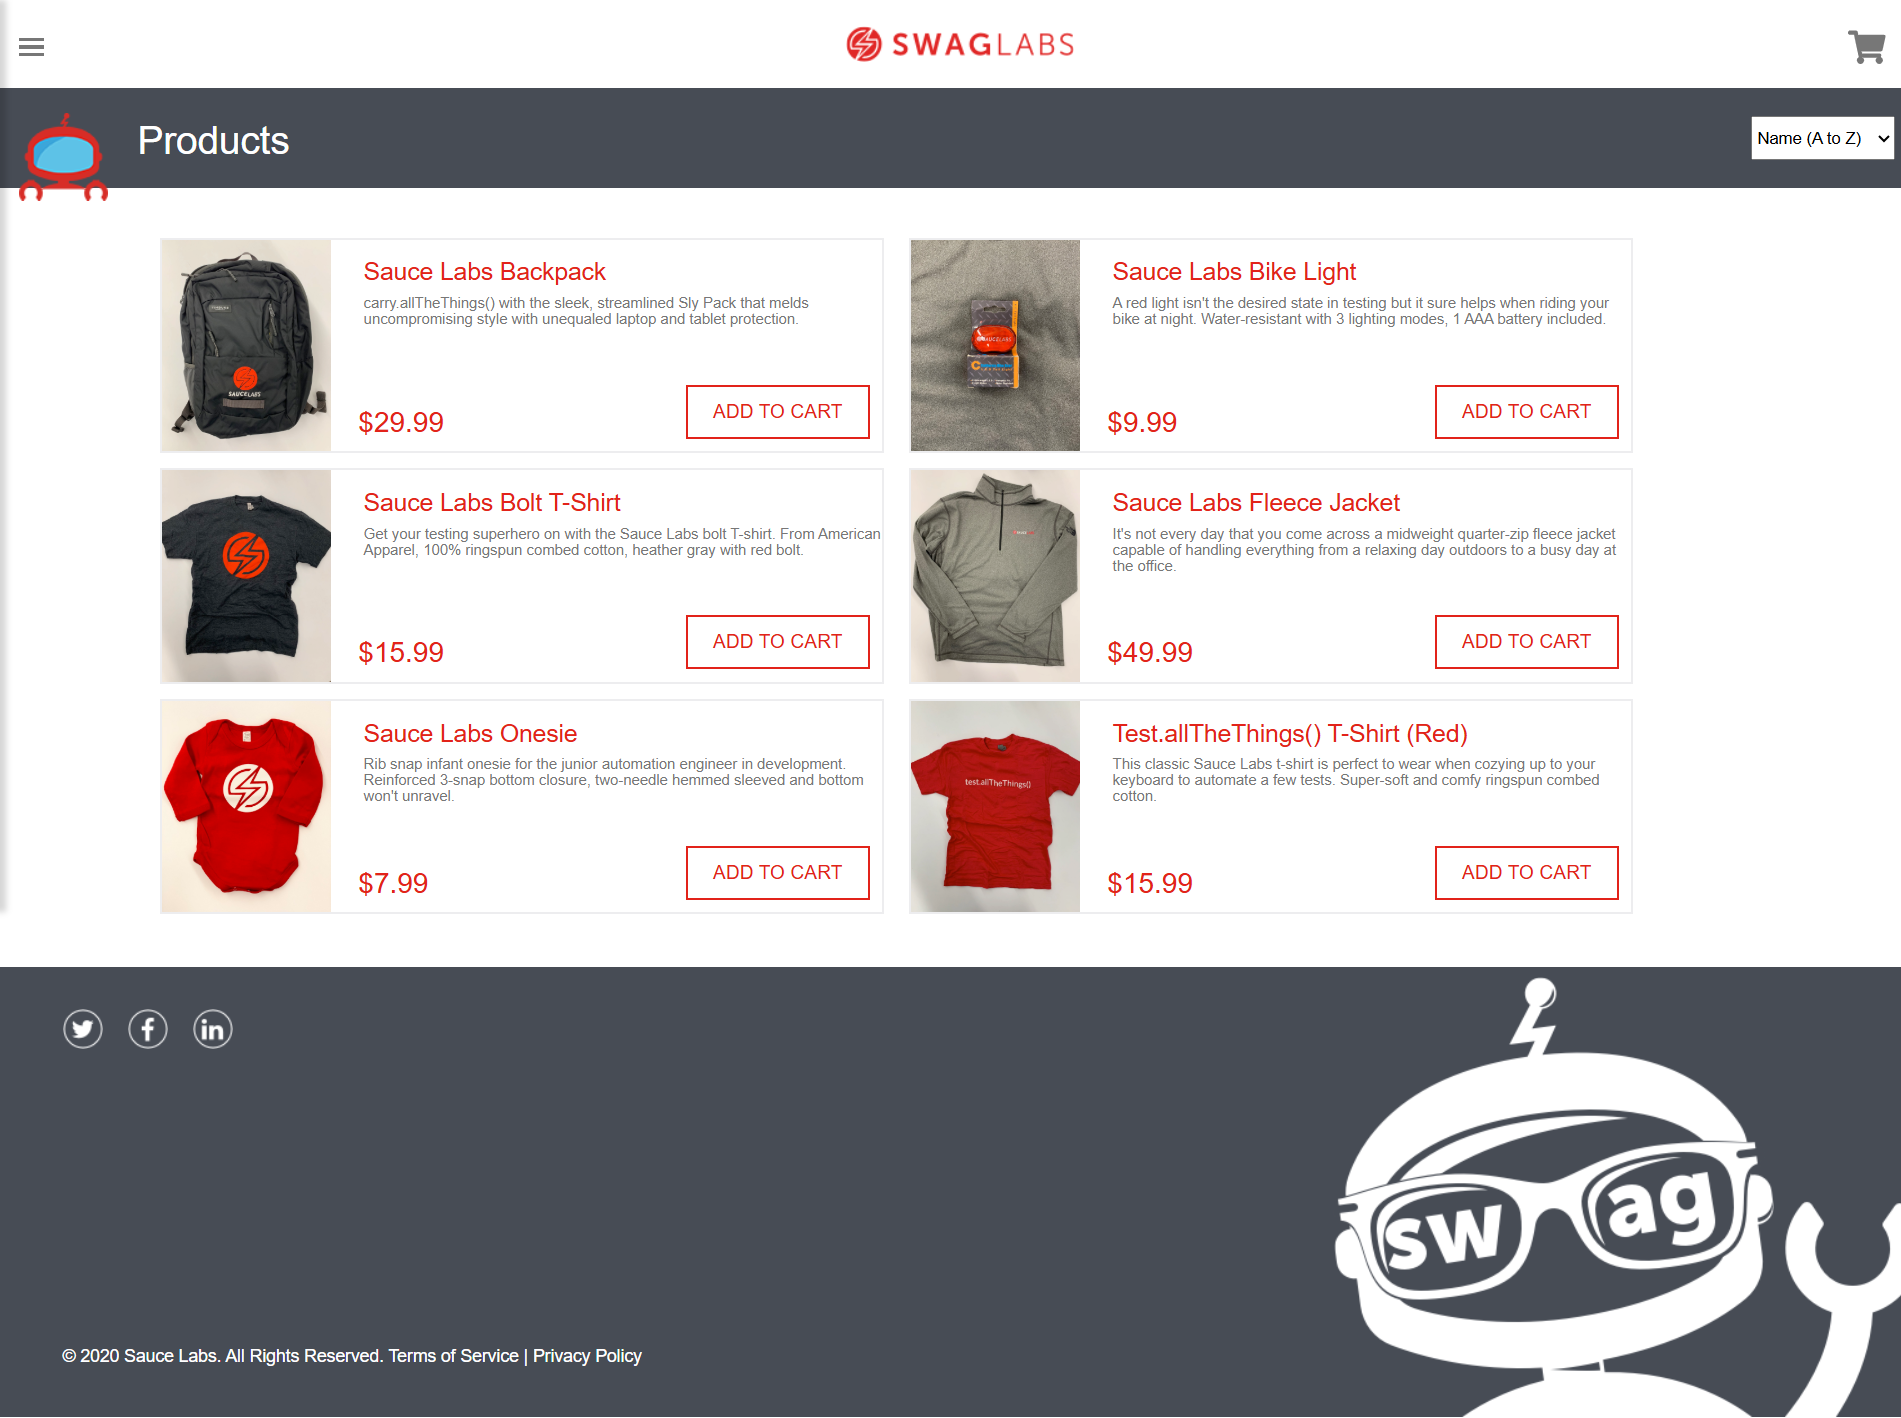 SWAGLABS
Products
Name (A to Z)
Sauce Labs Backpack
carry.allTheThings() with the sleek, streamlined Sly Pack that melds
uncompromising style with unequaled laptop and tablet protection.
SAUCELABS
$29.99
ADD TO CART
Sauce Labs Bike Light
A red light isn't the desired state in testing but it sure helps when riding your
bike at night. Water-resistant with 3 lighting modes, 1 AAA battery included.
SAUCELABS
$9.99
ADD TO CART
Sauce Labs Bolt T-Shirt
Get your testing superhero on with the Sauce Labs bolt T-shirt. From American
Apparel, 100% ringspun combed cotton, heather gray with red bolt.
$15.99
ADD TO CART
Sauce Labs Fleece Jacket
It's not every day that you come across a midweight quarter-zip fleece jacket
capable of handling everything from a relaxing day outdoors to a busy day at
the office.
$49.99
ADD TO CART
Sauce Labs Onesie
Rib snap infant onesie for the junior automation engineer in development.
Reinforced 3-snap bottom closure, two-needle hemmed sleeved and bottom
won't unravel.
$7.99
ADD TO CART
Test.allTheThings() T-Shirt (Red)
This classic Sauce Labs t-shirt is perfect to wear when cozying up to your
keyboard to automate a few tests. Super-soft and comfy ringspun combed
cotton.
test.allTheThings()
$15.99
ADD TO CART
swag
© 2020 Sauce Labs. All Rights Reserved. Terms of Service | Privacy Policy